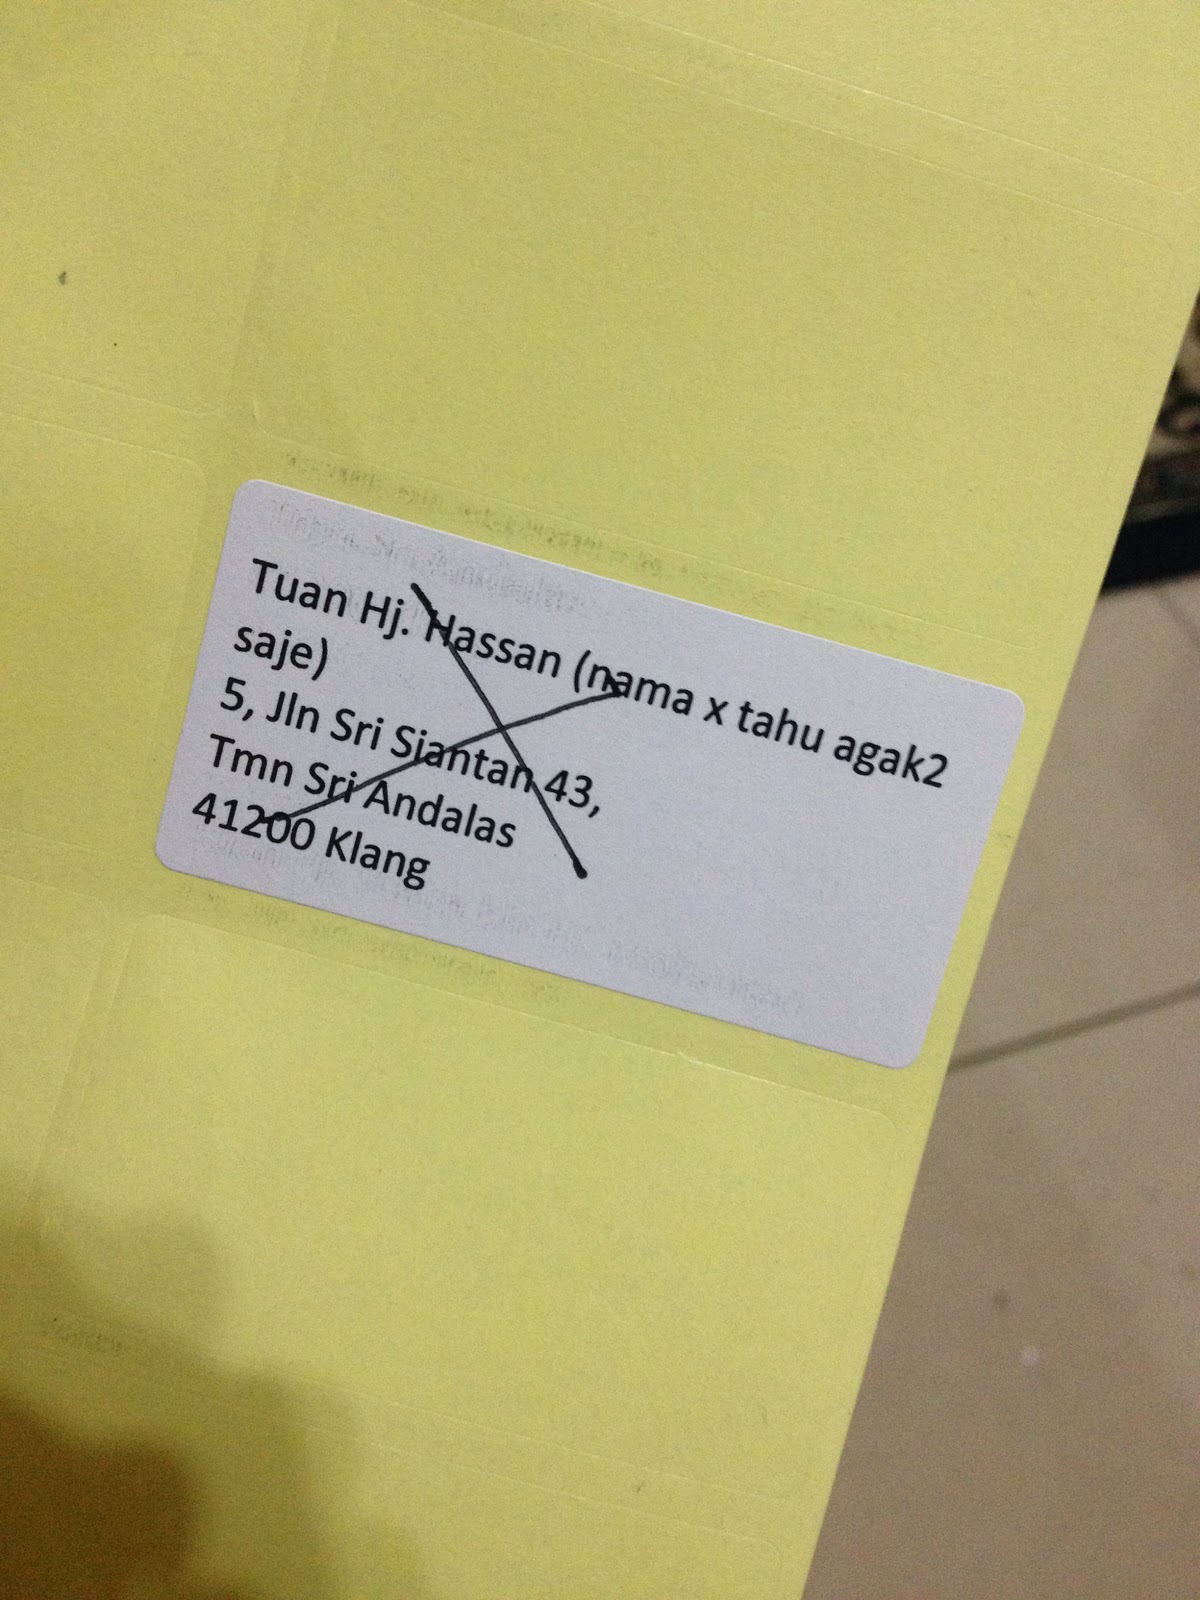 Tuan Hj. Hassan (nama x tahu agak2
saje)
5, Jln Sri Siantan 43,
Tmn Sri Andalas
41200 Klang